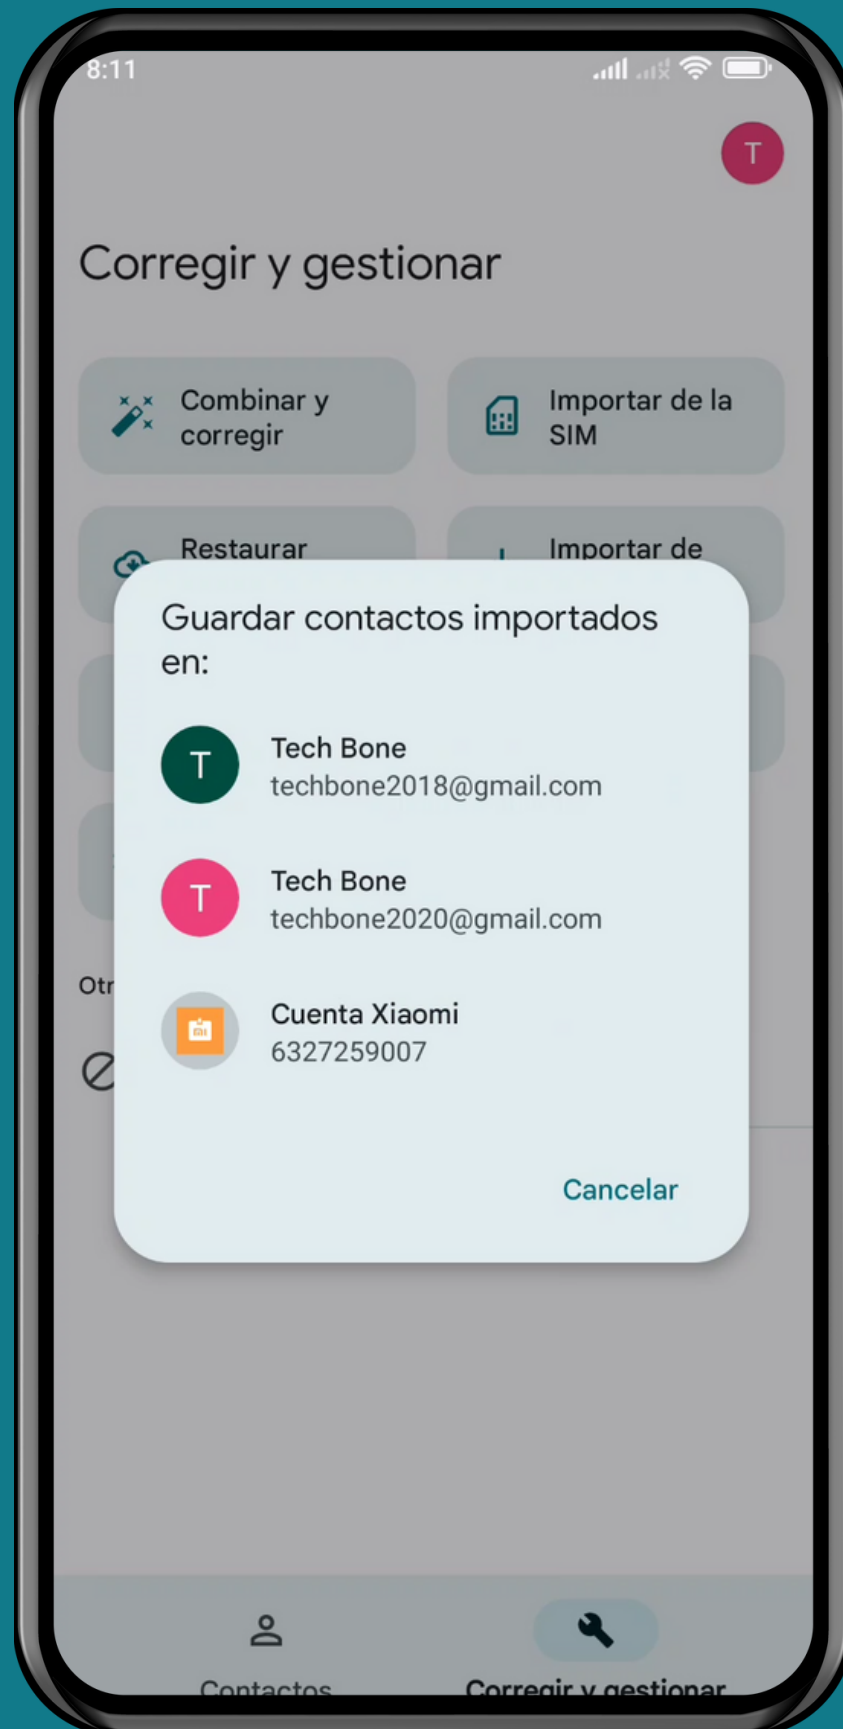 8:11
T
Corregir y gestionar
Combinar y
corregir
Importar de la
SIM
Restaurar
Importar de
Guardar contactos importados
en:
T
Tech Bone
techbone2018@gmail.com
T
Tech Bone
techbone2020@gmail.com
Otr
Cuenta Xiaomi
6327259007
Cancelar
Contactos
Corregir y gestionar